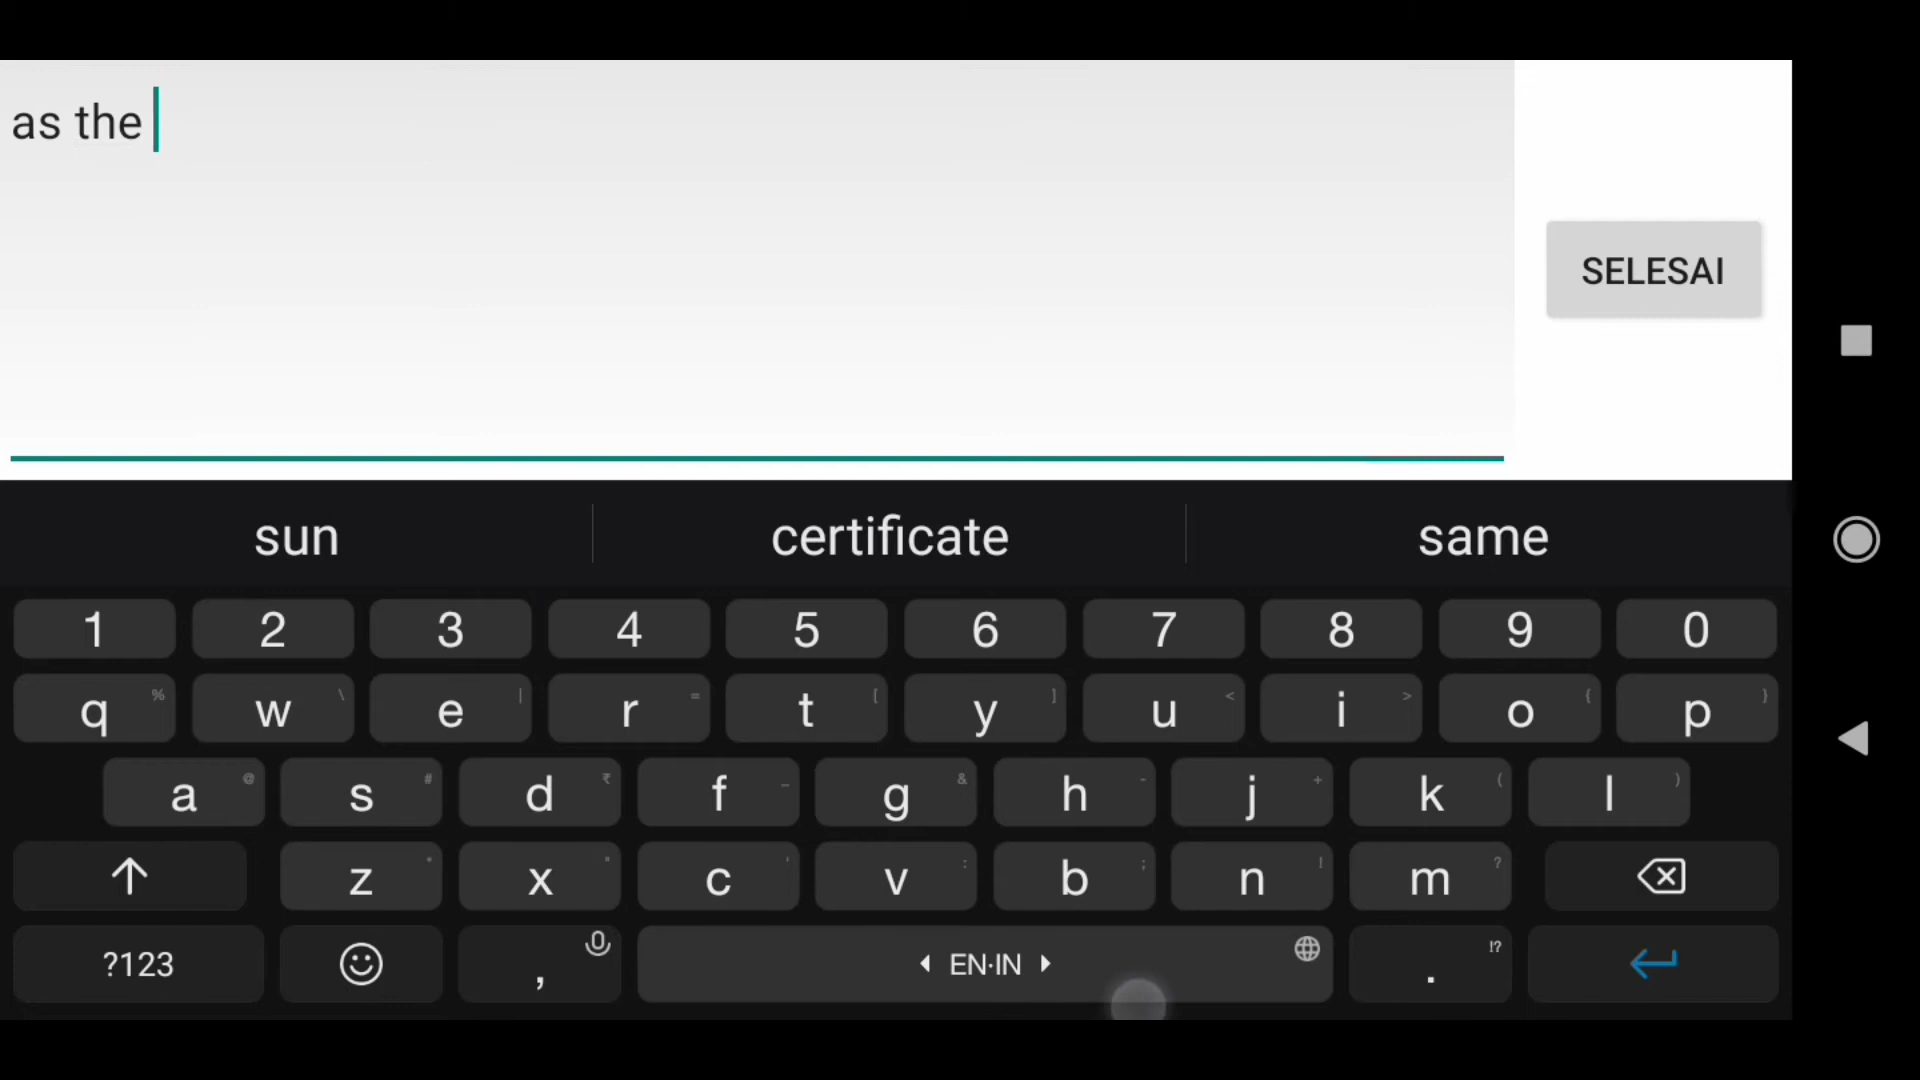 as the
SELESAI
sun certificate same
1 2 3 4 5 6 7 8 9 0
q % w \ e | r = t [ y ] u < i > o { p }
a @ s # d ₹ f _ g & h - j + k ( l )
z * x " c ' v : b ; n ! m ?
?123 , EN·IN . !?